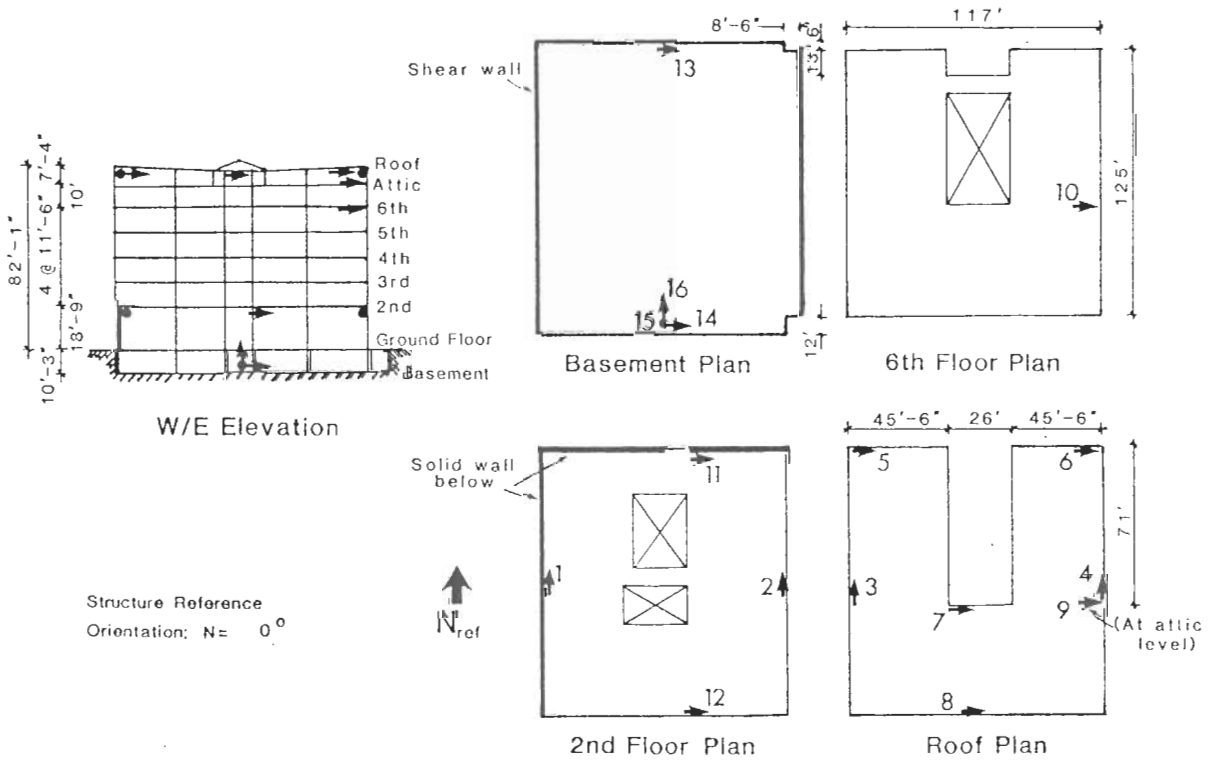 8'-6"
6'
13'
117'
Shear wall
13
16
15
14
12'
Basement Plan
10
125'
6th Floor Plan
7'-4"
10'
4 @ 11'-6"
82'-1"
18'-9"
10'-3"
Roof
Attic
6th
5th
4th
3rd
2nd
Ground Floor
Basement
W/E Elevation
Solid wall
below
11
1
2
12
2nd Floor Plan
45'-6"
26'
45'-6"
5
6
71'
3
4
7
9
(At attic
level)
8
Roof Plan
Structure Reference
Orientation: N= 0°
Nref